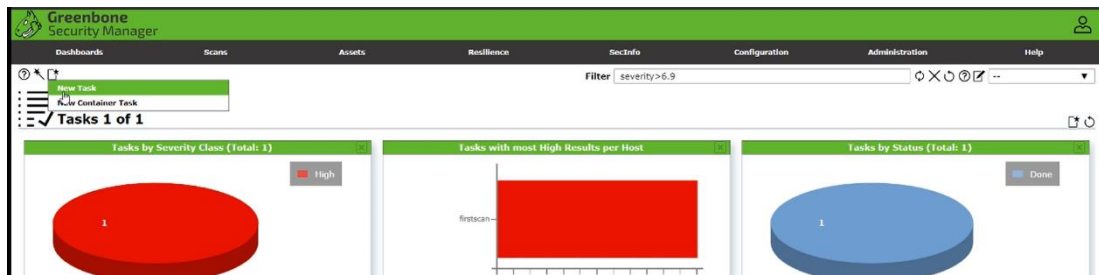 Greenbone
Security Manager
Dashboards Scans Assets Resilience SecInfo Configuration Administration Help
Filter severity>6.9 --
New Task
New Container Task
Tasks 1 of 1
Tasks by Severity Class (Total: 1)
High
1
Tasks with most High Results per Host
firstscan
Tasks by Status (Total: 1)
Done
1